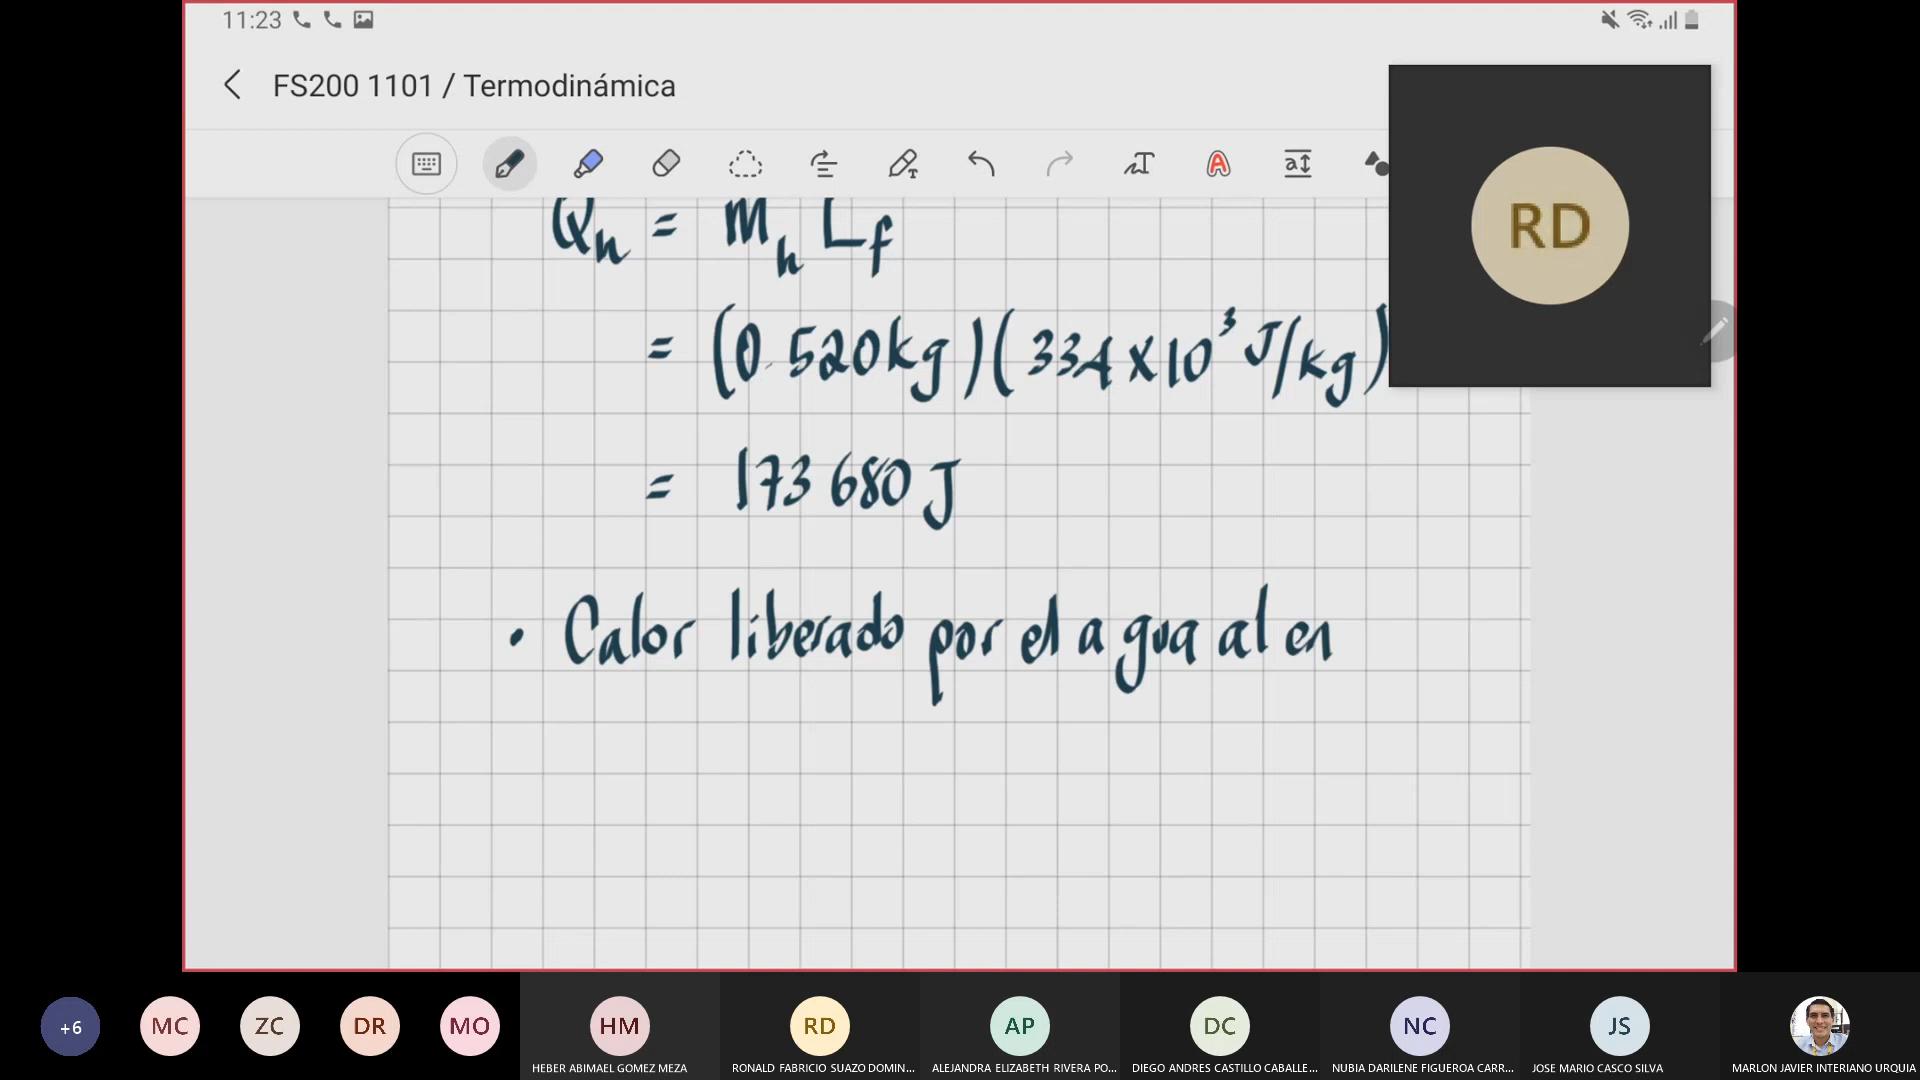 11:23
FS200 1101 / Termodinámica
Qh = mh Lf
= (0.520kg)(334x10³ J/kg)
= 173 680 J
• Calor liberado por el agua al en
RD
+6
MC
ZC
DR
MO
HM
RD
AP
DC
NC
JS
HEBER ABIMAEL GOMEZ MEZA
RONALD FABRICIO SUAZO DOMIN...
ALEJANDRA ELIZABETH RIVERA PO...
DIEGO ANDRES CASTILLO CABALLE...
NUBIA DARILENE FIGUEROA CARR...
JOSE MARIO CASCO SILVA
MARLON JAVIER INTERIANO URQUIA